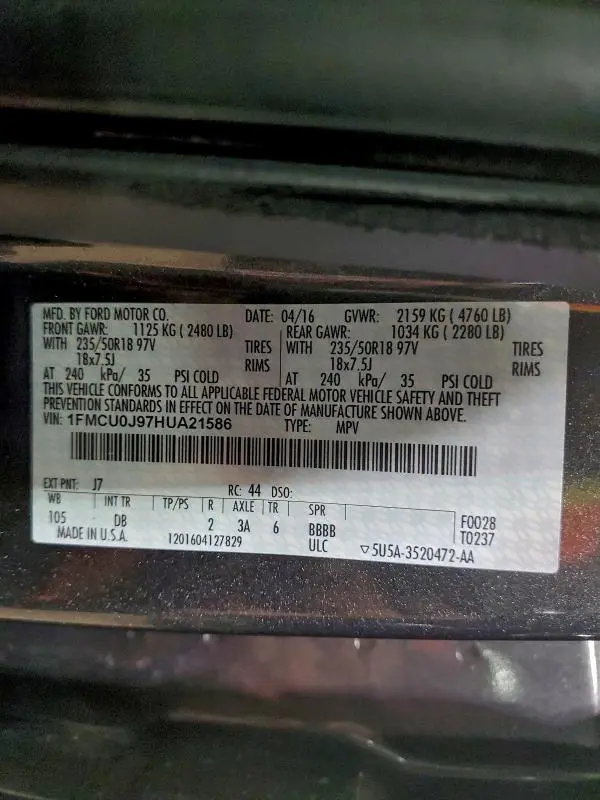 MFD. BY FORD MOTOR CO. DATE: 04/16 GVWR: 2159 KG ( 4760 LB)
FRONT GAWR: 1125 KG ( 2480 LB) REAR GAWR: 1034 KG ( 2280 LB)
WITH 235/50R18 97V TIRES WITH 235/50R18 97V TIRES
18x7.5J RIMS 18x7.5J RIMS
AT 240 kPa/ 35 PSI COLD AT 240 kPa/ 35 PSI COLD
THIS VEHICLE CONFORMS TO ALL APPLICABLE FEDERAL MOTOR VEHICLE SAFETY AND THEFT
PREVENTION STANDARDS IN EFFECT ON THE DATE OF MANUFACTURE SHOWN ABOVE.
VIN: 1FMCU0J97HUA21586 TYPE: MPV
EXT PNT: J7 RC: 44 DSO:
WB INT TR TP/PS R AXLE TR SPR F0028
105 DB 2 3A 6 BBBB T0237
MADE IN U.S.A. 1201604127829 ULC ▽5U5A-3520472-AA